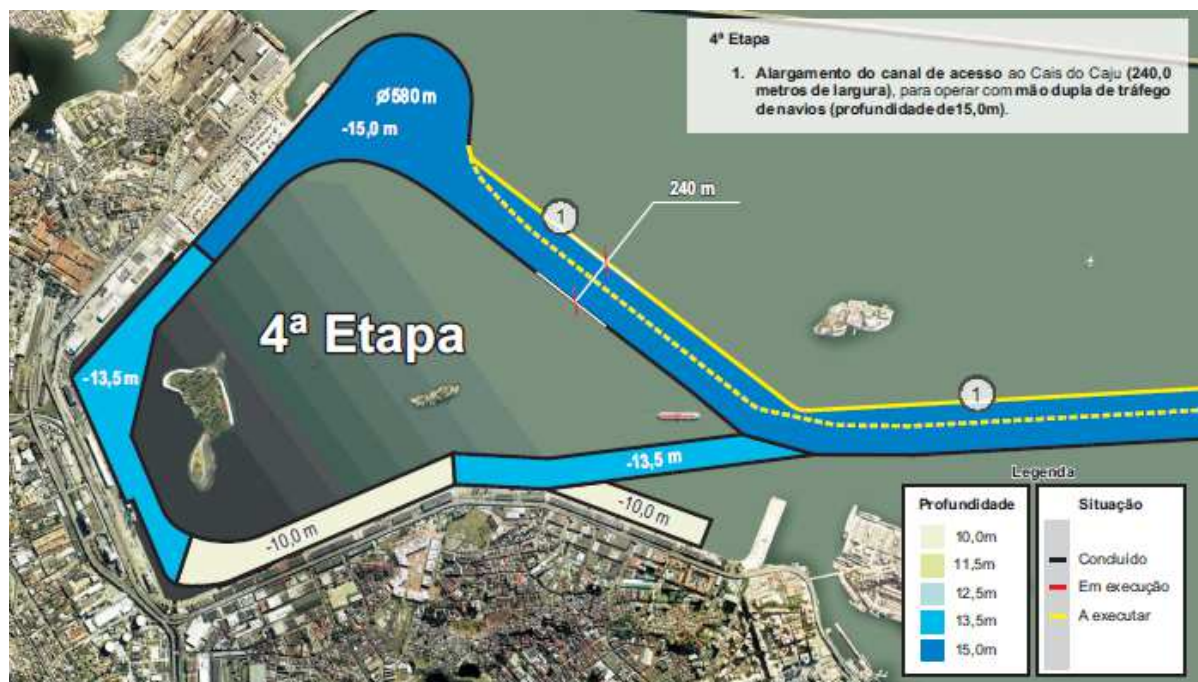 4ª Etapa
1. Alargamento do canal de acesso ao Cais do Caju (240,0
metros de largura), para operar com mão dupla de tráfego
de navios (profundidade de 15,0m).
Ø580 m
-15,0 m
240 m
1
4ª Etapa
-13,5 m
1
-13,5 m
-10,0 m
-10,0 m
Legenda
Profundidade
10,0m
11,5m
12,5m
13,5m
15,0m
Situação
Concluído
Em execução
A executar